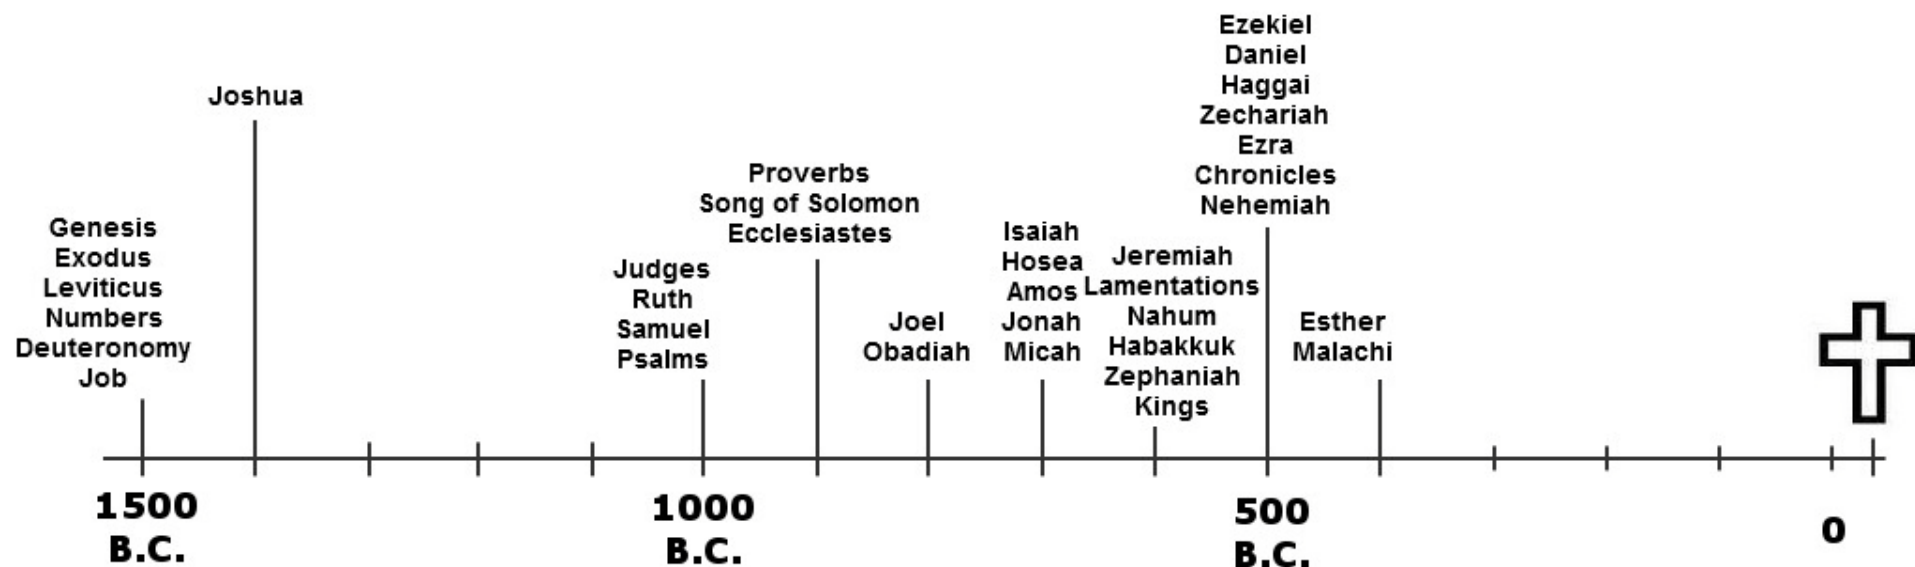 Genesis
Exodus
Leviticus
Numbers
Deuteronomy
Job
Joshua
Judges
Ruth
Samuel
Psalms
Proverbs
Song of Solomon
Ecclesiastes
Joel
Obadiah
Isaiah
Hosea
Amos
Jonah
Micah
Jeremiah
Lamentations
Nahum
Habakkuk
Zephaniah
Kings
Ezekiel
Daniel
Haggai
Zechariah
Ezra
Chronicles
Nehemiah
Esther
Malachi
1500
B.C.
1000
B.C.
500
B.C.
0